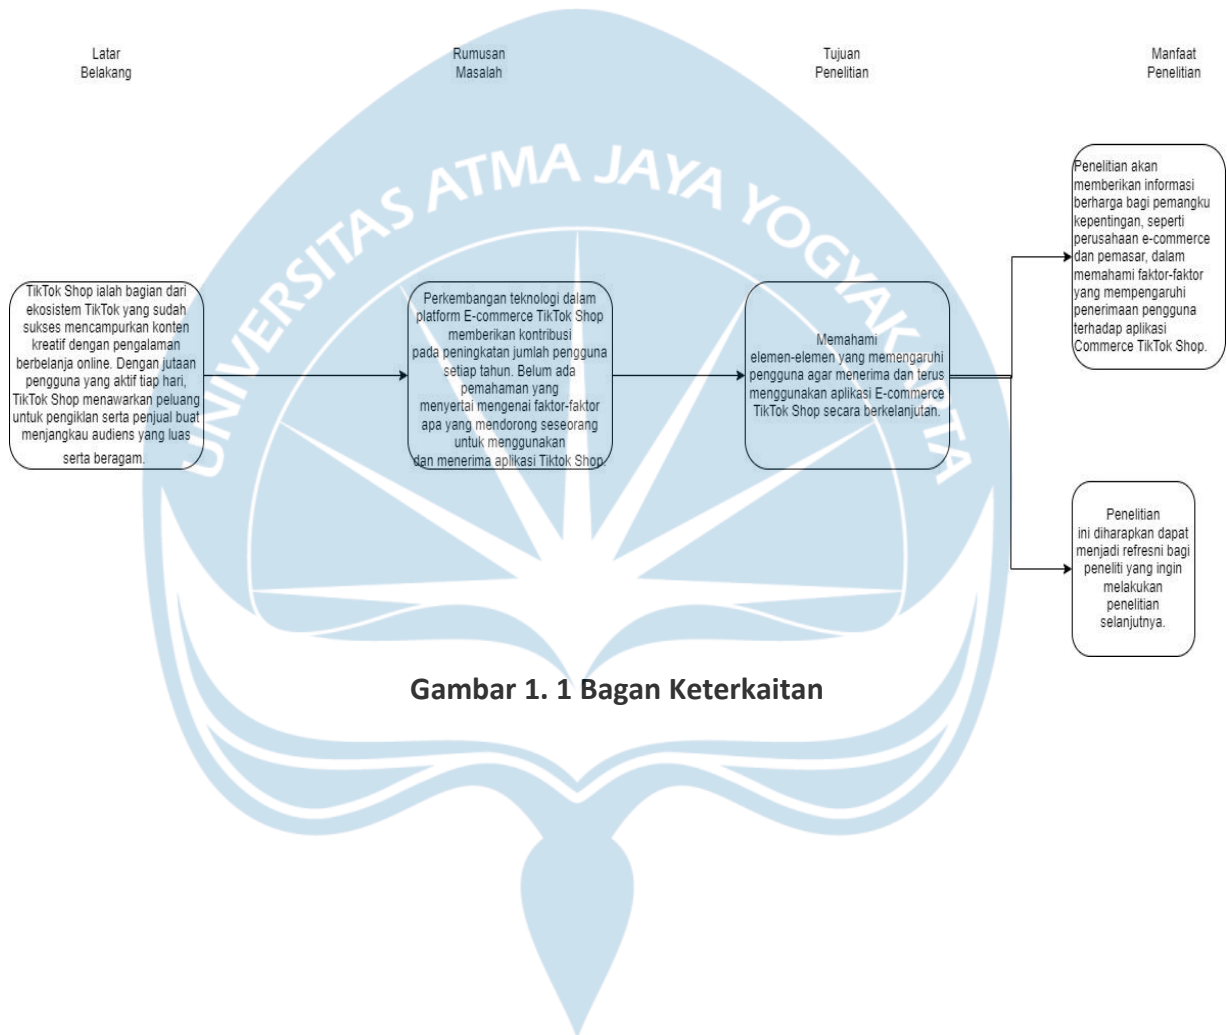 Latar
Belakang
Rumusan
Masalah
Tujuan
Penelitian
Manfaat
Penelitian
UNIVERSITAS ATMA JAYA YOGYAKARTA
TikTok Shop ialah bagian dari
ekosistem TikTok yang sudah
sukses mencampurkan konten
kreatif dengan pengalaman
berbelanja online. Dengan jutaan
pengguna yang aktif tiap hari,
TikTok Shop menawarkan peluang
untuk pengiklan serta penjual buat
menjangkau audiens yang luas
serta beragam.
Perkembangan teknologi dalam
platform E-commerce TikTok Shop
memberikan kontribusi
pada peningkatan jumlah pengguna
setiap tahun. Belum ada
pemahaman yang
menyertai mengenai faktor-faktor
apa yang mendorong seseorang
untuk menggunakan
dan menerima aplikasi Tiktok Shop.
Memahami
elemen-elemen yang memengaruhi
pengguna agar menerima dan terus
menggunakan aplikasi E-commerce
TikTok Shop secara berkelanjutan.
Penelitian akan
memberikan informasi
berharga bagi pemangku
kepentingan, seperti
perusahaan e-commerce
dan pemasar, dalam
memahami faktor-faktor
yang mempengaruhi
penerimaan pengguna
terhadap aplikasi
Commerce TikTok Shop.
Penelitian
ini diharapkan dapat
menjadi refresni bagi
peneliti yang ingin
melakukan
penelitian
selanjutnya.
Gambar 1. 1 Bagan Keterkaitan